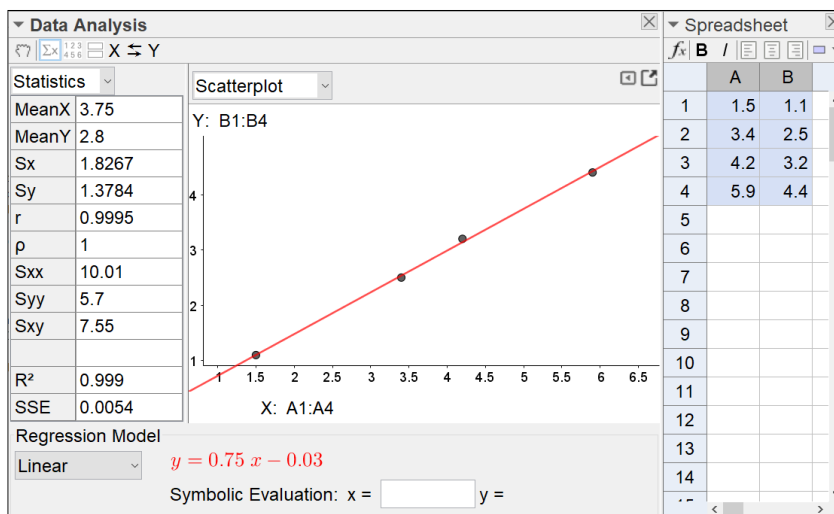 Data Analysis
Σx 123 456 X ⇆ Y
Statistics
MeanX 3.75
MeanY 2.8
Sx 1.8267
Sy 1.3784
r 0.9995
ρ 1
Sxx 10.01
Syy 5.7
Sxy 7.55
R² 0.999
SSE 0.0054
Scatterplot
Y: B1:B4
4
3
2
1
1 1.5 2 2.5 3 3.5 4 4.5 5 5.5 6 6.5
X: A1:A4
Regression Model
Linear
y = 0.75 x − 0.03
Symbolic Evaluation: x = y =
Spreadsheet
fx B I
A B
1 1.5 1.1
2 3.4 2.5
3 4.2 3.2
4 5.9 4.4
5
6
7
8
9
10
11
12
13
14